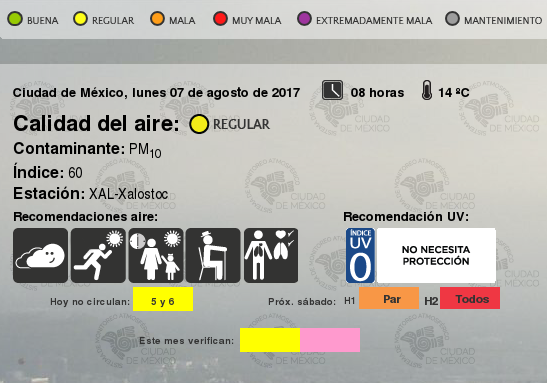 BUENA REGULAR MALA MUY MALA EXTREMADAMENTE MALA MANTENIMIENTO
Ciudad de México, lunes 07 de agosto de 2017 08 horas 14 ºC
Calidad del aire: REGULAR
Contaminante: PM10
Índice: 60
Estación: XAL-Xalostoc
Recomendaciones aire: Recomendación UV:
ÍNDICE
UV
0
NO NECESITA
PROTECCIÓN
Hoy no circulan: 5 y 6 Próx. sábado: H1 Par H2 Todos
Este mes verifican:
MONITOREO ATMOSFÉRICO
CIUDAD
DE MÉXICO